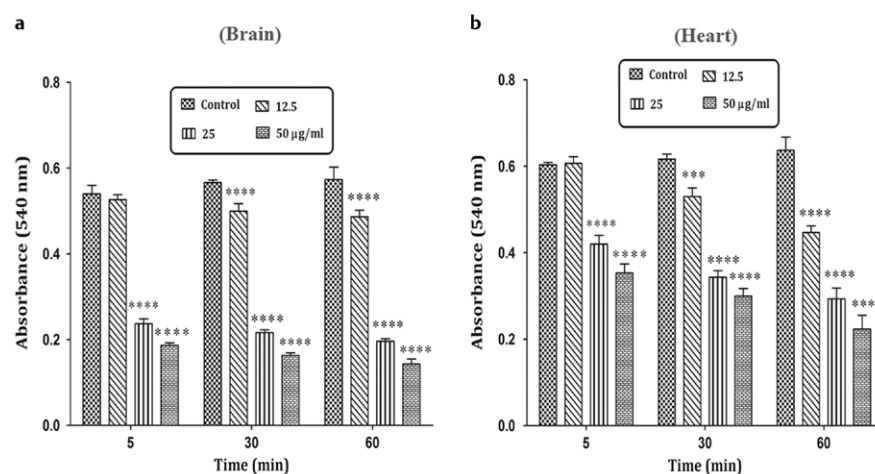 a
(Brain)
Absorbance (540 nm)
0.8
0.6
0.4
0.2
0.0
Control 12.5
25 50 µg/ml
****
****
****
****
****
****
****
****
5 30 60
Time (min)
b
(Heart)
Absorbance (540 nm)
0.8
0.6
0.4
0.2
0.0
Control 12.5
25 50 µg/ml
****
****
***
****
****
****
****
***
5 30 60
Time (min)